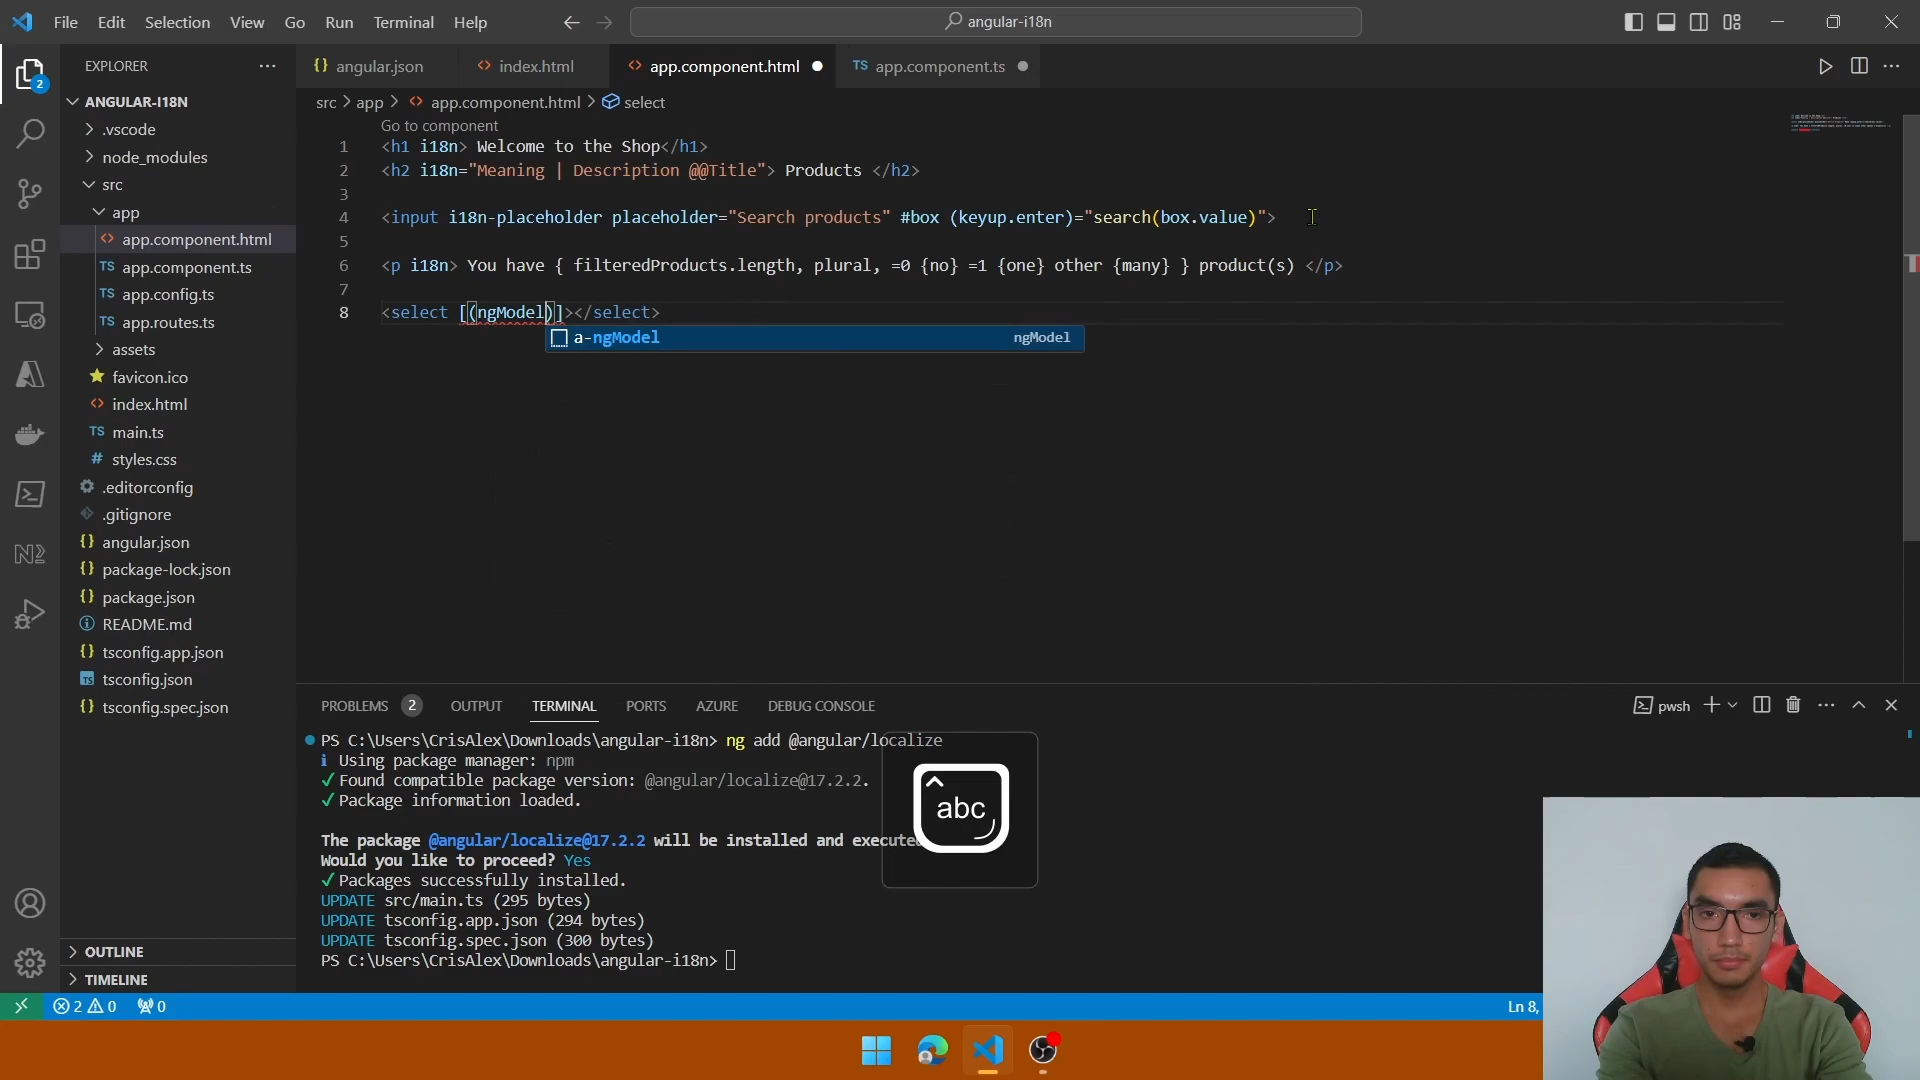 File Edit Selection View Go Run Terminal Help
angular-i18n
EXPLORER
2
ANGULAR-I18N
.vscode
node_modules
src
app
app.component.html
app.component.ts
app.config.ts
app.routes.ts
assets
favicon.ico
index.html
main.ts
styles.css
.editorconfig
.gitignore
angular.json
package-lock.json
package.json
README.md
tsconfig.app.json
tsconfig.json
tsconfig.spec.json
OUTLINE
TIMELINE
{} angular.json
<> index.html
<> app.component.html
TS app.component.ts
src > app > <> app.component.html > select
Go to component
1 <h1 i18n> Welcome to the Shop</h1>
2 <h2 i18n="Meaning | Description @@Title"> Products </h2>
3
4 <input i18n-placeholder placeholder="Search products" #box (keyup.enter)="search(box.value)">
5
6 <p i18n> You have { filteredProducts.length, plural, =0 {no} =1 {one} other {many} } product(s) </p>
7
8 <select [(ngModel)]></select>
a-ngModel ngModel
PROBLEMS 2 OUTPUT TERMINAL PORTS AZURE DEBUG CONSOLE
pwsh
PS C:\Users\CrisAlex\Downloads\angular-i18n> ng add @angular/localize
i Using package manager: npm
✓ Found compatible package version: @angular/localize@17.2.2.
✓ Package information loaded.
The package @angular/localize@17.2.2 will be installed and execute
Would you like to proceed? Yes
✓ Packages successfully installed.
UPDATE src/main.ts (295 bytes)
UPDATE tsconfig.app.json (294 bytes)
UPDATE tsconfig.spec.json (300 bytes)
PS C:\Users\CrisAlex\Downloads\angular-i18n>
abc
2 0 0
Ln 8,